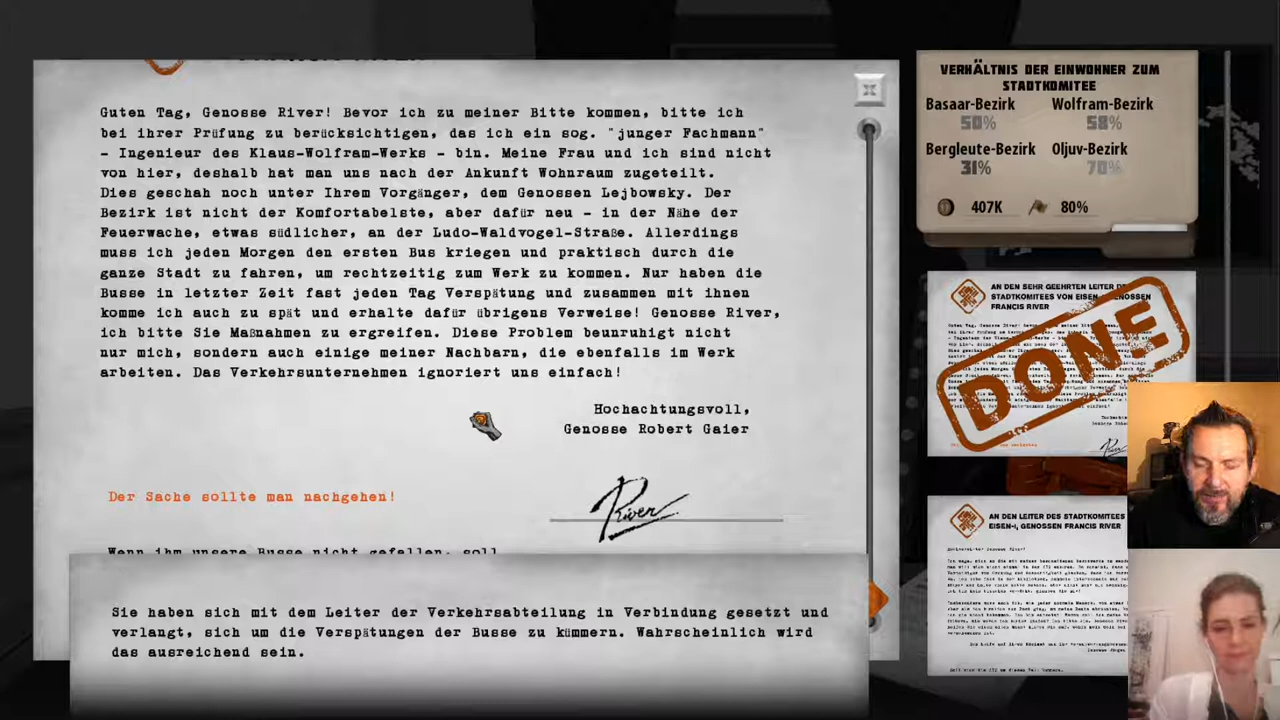 Guten Tag, Genosse River! Bevor ich zu meiner Bitte kommen, bitte ich
bei ihrer Prüfung zu berücksichtigen, das ich ein sog. "junger Fachmann"
- Ingenieur des Klaus-Wolfram-Werks - bin. Meine Frau und ich sind nicht
von hier, deshalb hat man uns nach der Ankunft Wohnraum zugeteilt.
Dies geschah noch unter Ihrem Vorgänger, dem Genossen Lejbowsky. Der
Bezirk ist nicht der Komfortabelste, aber dafür neu - in der Nähe der
Feuerwache, etwas südlicher, an der Ludo-Waldvogel-Straße. Allerdings
muss ich jeden Morgen den ersten Bus kriegen und praktisch durch die
ganze Stadt zu fahren, um rechtzeitig zum Werk zu kommen. Nur haben die
Busse in letzter Zeit fast jeden Tag Verspätung und zusammen mit ihnen
komme ich auch zu spät und erhalte dafür übrigens Verweise! Genosse River,
ich bitte Sie Maßnahmen zu ergreifen. Diese Problem beunruhigt nicht
nur mich, sondern auch einige meiner Nachbarn, die ebenfalls im Werk
arbeiten. Das Verkehrsunternehmen ignoriert uns einfach!
Hochachtungsvoll,
Genosse Robert Gaier
Der Sache sollte man nachgehen!
River
Wenn ihm unsere Busse nicht gefallen, soll
Sie haben sich mit dem Leiter der Verkehrsabteilung in Verbindung gesetzt und
verlangt, sich um die Verspätungen der Busse zu kümmern. Wahrscheinlich wird
das ausreichend sein.
VERHÄLTNIS DER EINWOHNER ZUM
STADTKOMITEE
Basaar-Bezirk Wolfram-Bezirk
50% 58%
Bergleute-Bezirk Oljuv-Bezirk
31% 70%
407K 80%
AN DEN SEHR GEEHRTEN LEITER DES
STADTKOMITEES VON EISEN GENOSSEN
FRANCIS RIVER
DONE
AN DEN LEITER DES STADTKOMITEES
EISEN-I, GENOSSEN FRANCIS RIVER